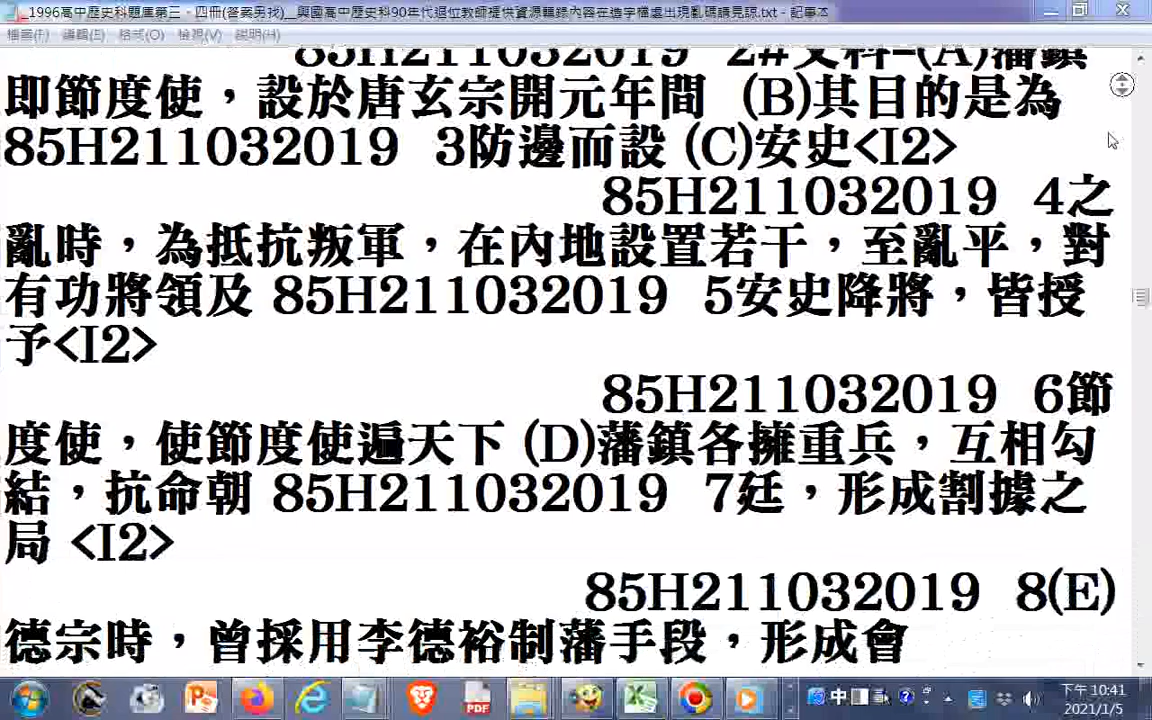 _1996高中歷史科題庫第三﹑四冊(答案另找)__興國高中歷史科90年代退位教師提供資源轉錄內容在造字檔處出現亂碼請見諒.txt - 記事本
檔案(F) 編輯(E) 格式(O) 檢視(V) 說明(H)
85H211032019 2#文科=(A)藩鎮
即節度使，設於唐玄宗開元年間 (B)其目的是為
85H211032019 3防邊而設 (C)安史<I2>
85H211032019 4之
亂時，為抵抗叛軍，在內地設置若干，至亂平，對
有功將領及 85H211032019 5安史降將，皆授
予<I2>
85H211032019 6節
度使，使節度使遍天下 (D)藩鎮各擁重兵，互相勾
結，抗命朝 85H211032019 7廷，形成割據之
局 <I2>
85H211032019 8(E)
德宗時，曾採用李德裕制藩手段，形成會
PDF
中
下午 10:41
2021/1/5